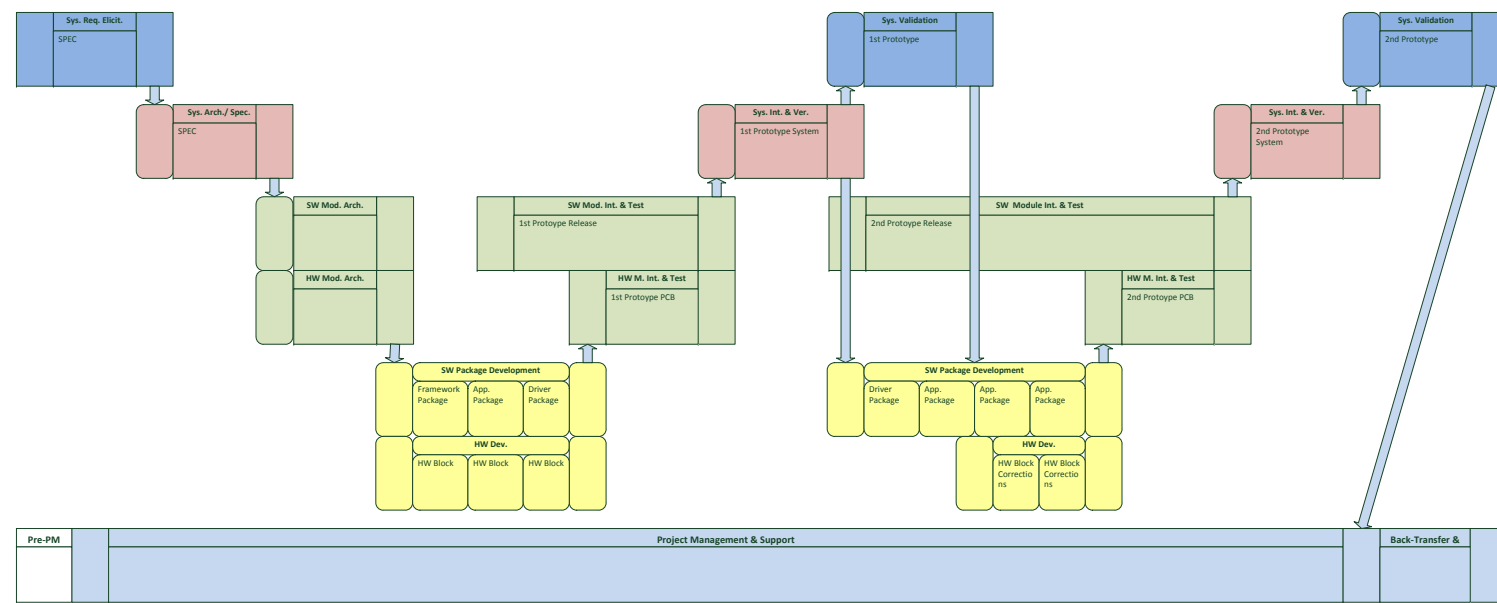 Sys. Req. Elicit.
SPEC
Sys. Validation
1st Prototype
Sys. Validation
2nd Prototype
Sys. Arch./ Spec.
SPEC
Sys. Int. & Ver.
1st Prototype System
Sys. Int. & Ver.
2nd Prototype
System
SW Mod. Arch.
SW Mod. Int. & Test
1st Protoype Release
SW Module Int. & Test
2nd Protoype Release
HW Mod. Arch.
HW M. Int. & Test
1st Protoype PCB
HW M. Int. & Test
2nd Protoype PCB
SW Package Development
Framework
Package
App.
Package
Driver
Package
SW Package Development
Driver
Package
App.
Package
App.
Package
App.
Package
HW Dev.
HW Block
HW Block
HW Block
HW Dev.
HW Block
Correctio
ns
HW Block
Correctio
ns
Pre-PM
Project Management & Support
Back-Transfer &